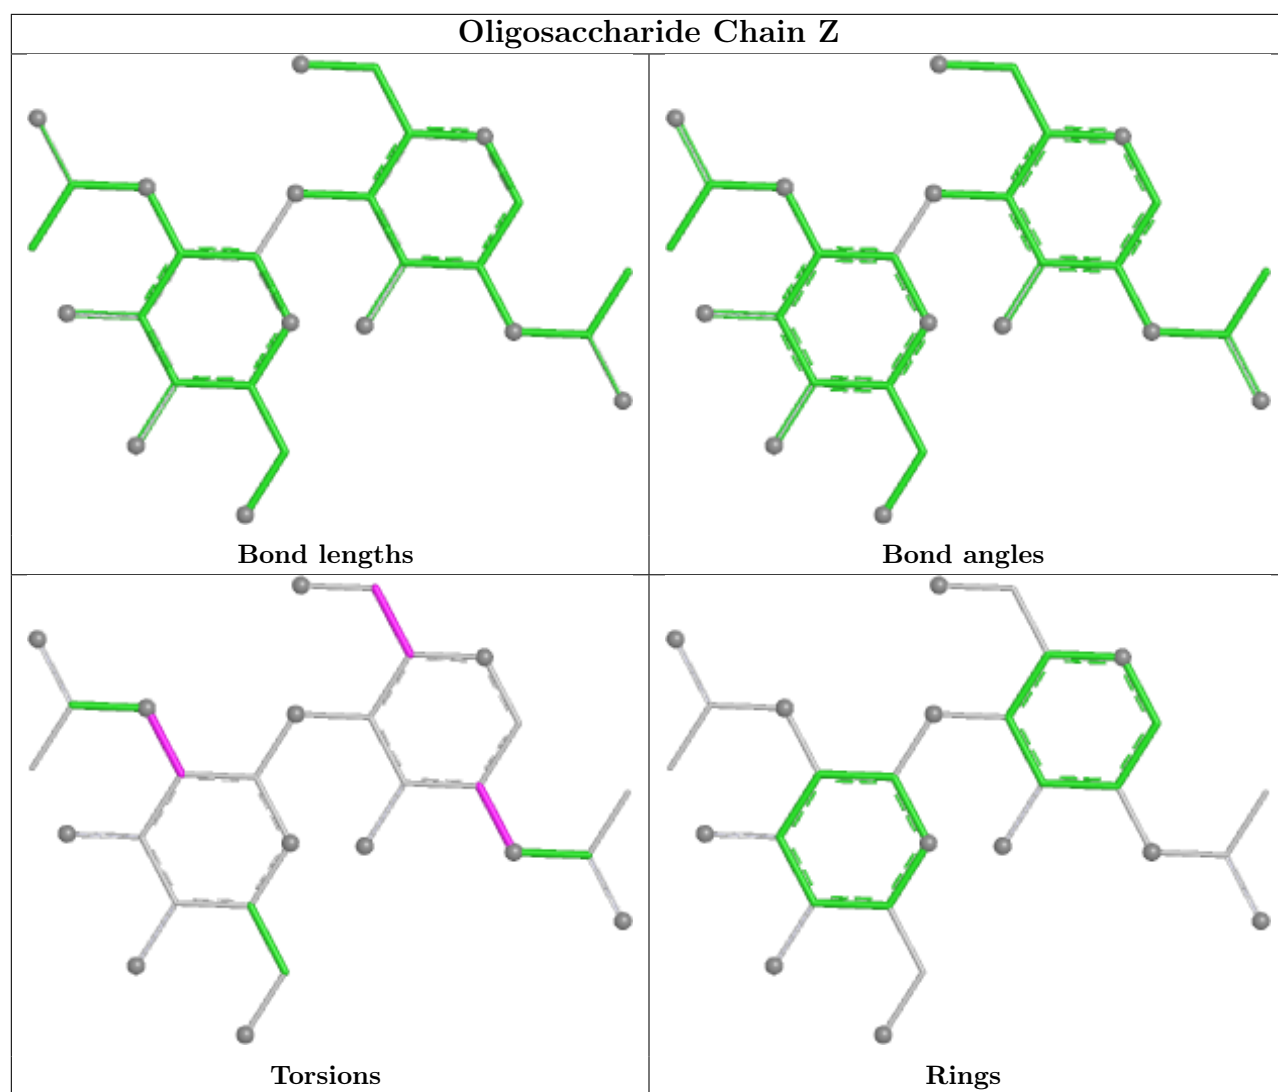 Oligosaccharide Chain Z
Bond lengths
Bond angles
Torsions
Rings